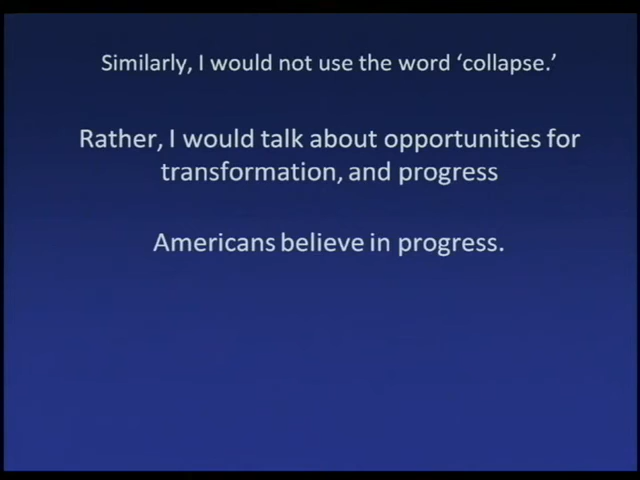 Similarly, I would not use the word ‘collapse.’
Rather, I would talk about opportunities for
transformation, and progress
Americans believe in progress.